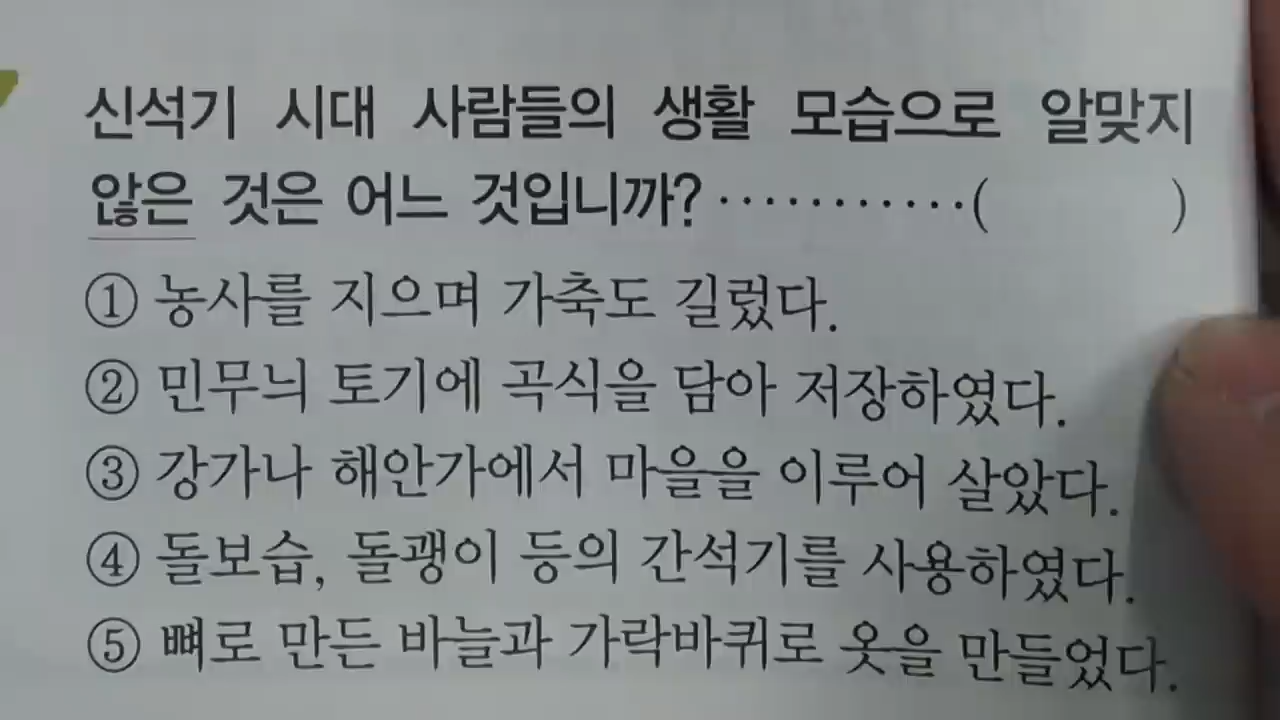 신석기 시대 사람들의 생활 모습으로 알맞지
않은 것은 어느 것입니까? ···········( )
① 농사를 지으며 가축도 길렀다.
② 민무늬 토기에 곡식을 담아 저장하였다.
③ 강가나 해안가에서 마을을 이루어 살았다.
④ 돌보습, 돌괭이 등의 간석기를 사용하였다.
⑤ 뼈로 만든 바늘과 가락바퀴로 옷을 만들었다.